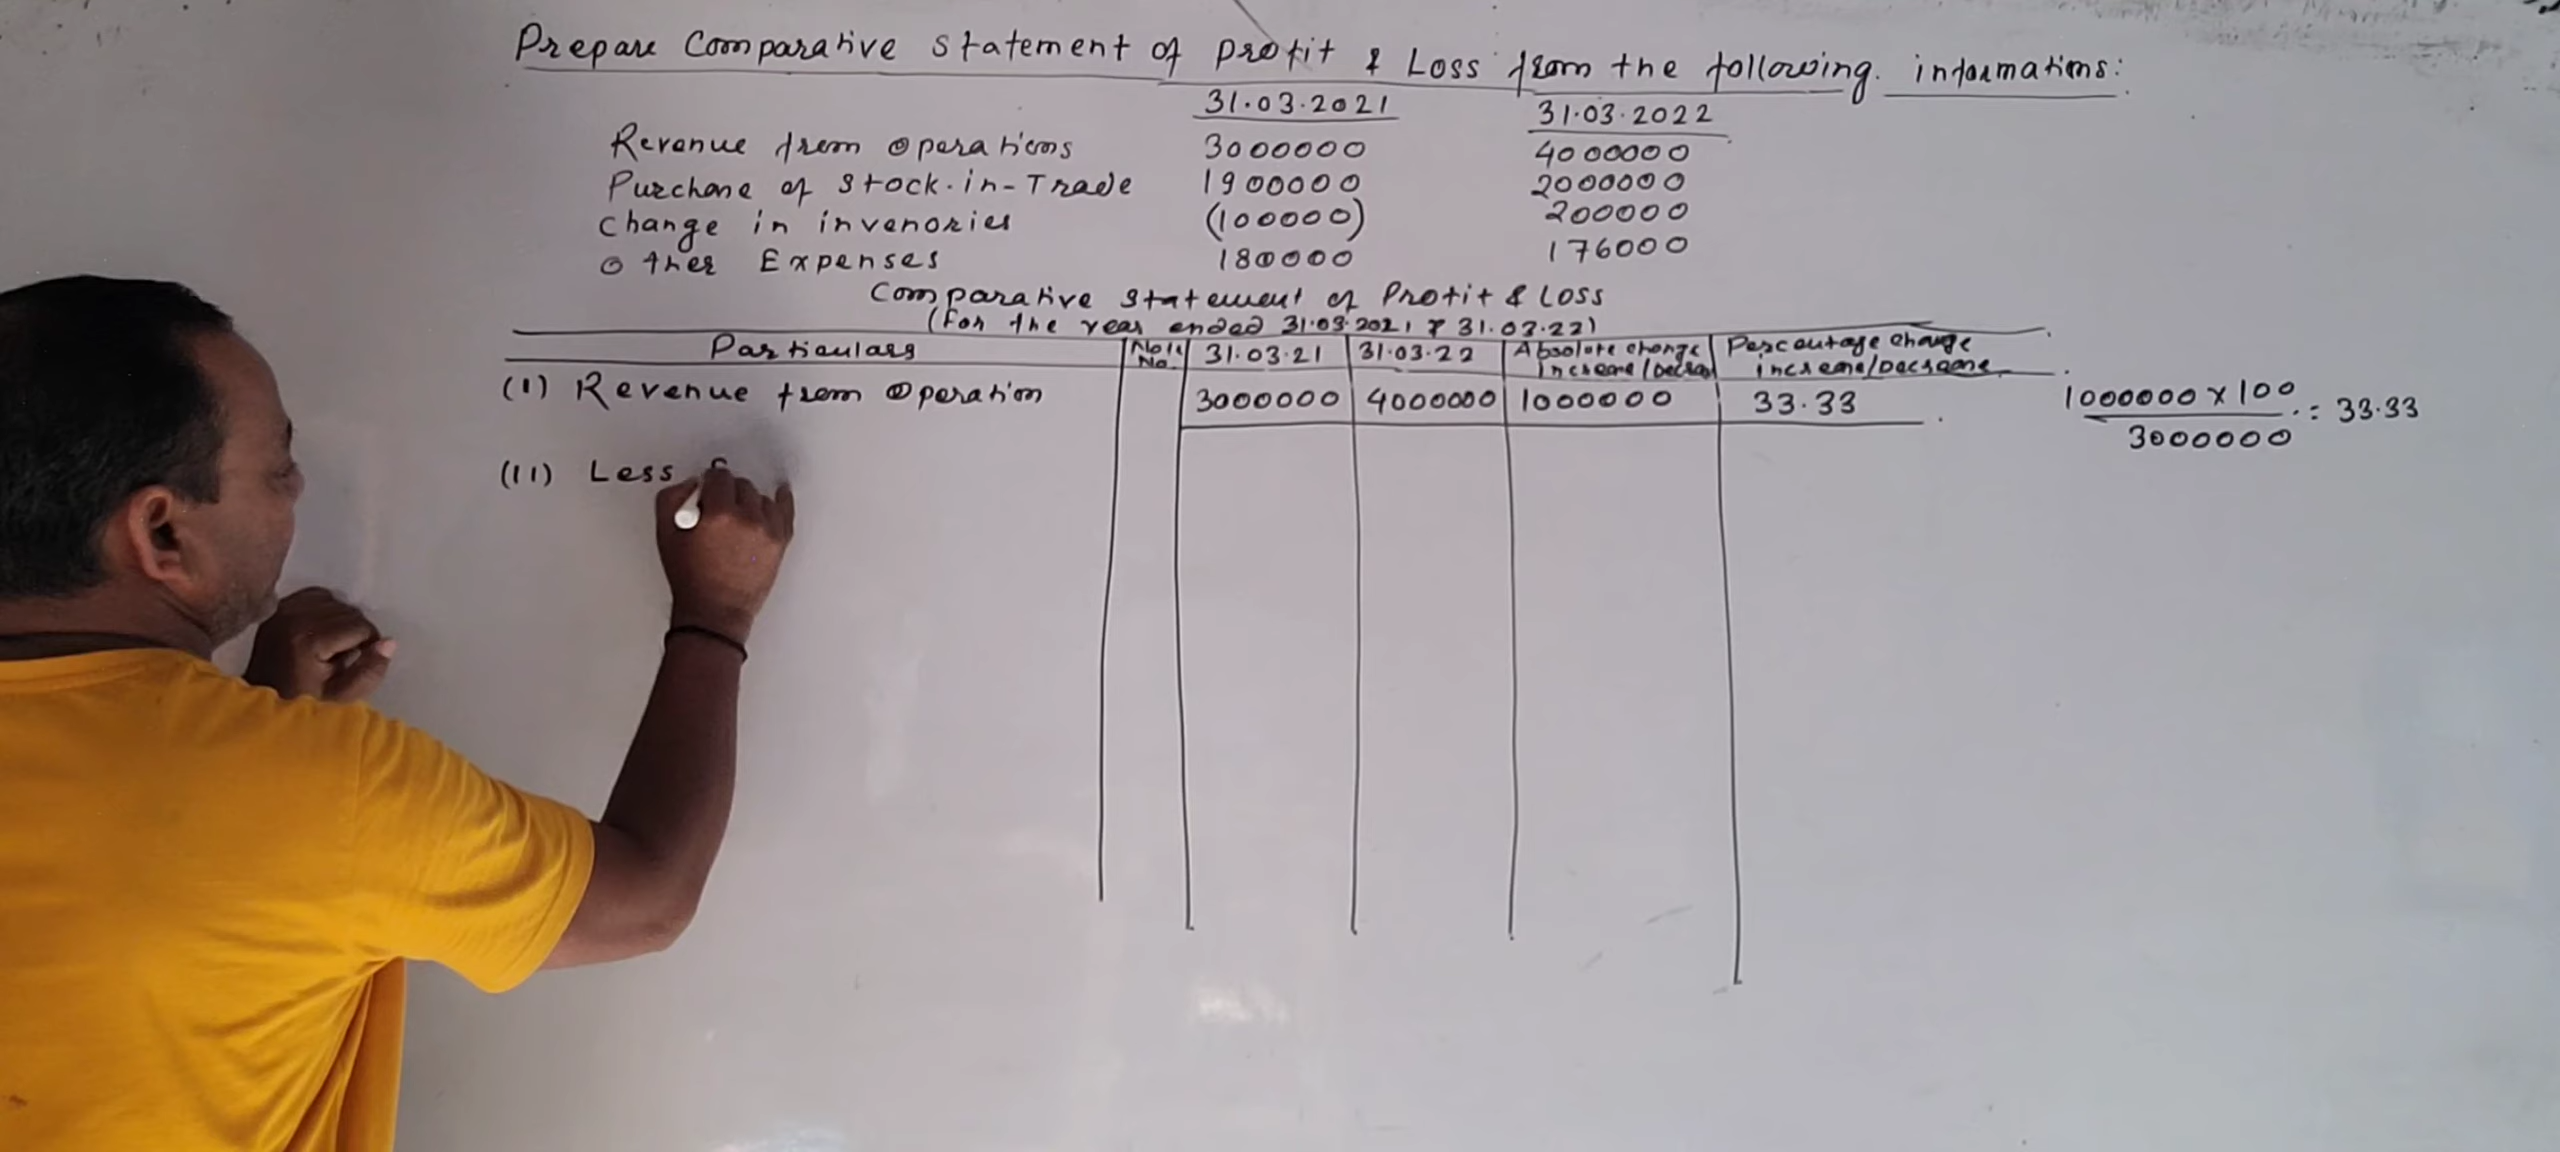 Prepare Comparative statement of profit & Loss from the following informations:
31.03.2021 31.03.2022
Revenue from operations 3000000 4000000
Purchase of Stock-in-Trade 1900000 2000000
Change in invenories (100000) 200000
Other Expenses 180000 176000
Comparative Statement of Profit & Loss
(For the year ended 31.03.2021 & 31.03.22)
Particulars Note No. 31.03.21 31.03.22 Absolute change Increase/Decrea Percentage change increase/Decrease
(I) Revenue from Operation 3000000 4000000 1000000 33.33
1000000 x 100 / 3000000 = 33.33
(II) Less